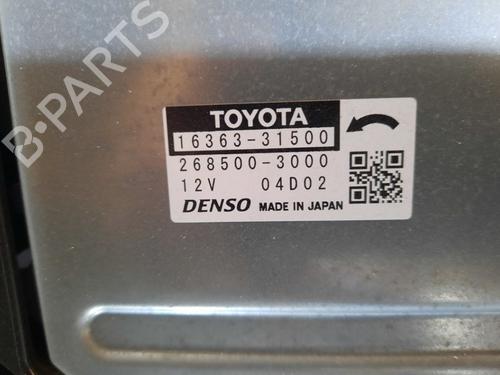 B-PARTS
TOYOTA
16363-31500
268500-3000
12V 04D02
DENSO MADE IN JAPAN